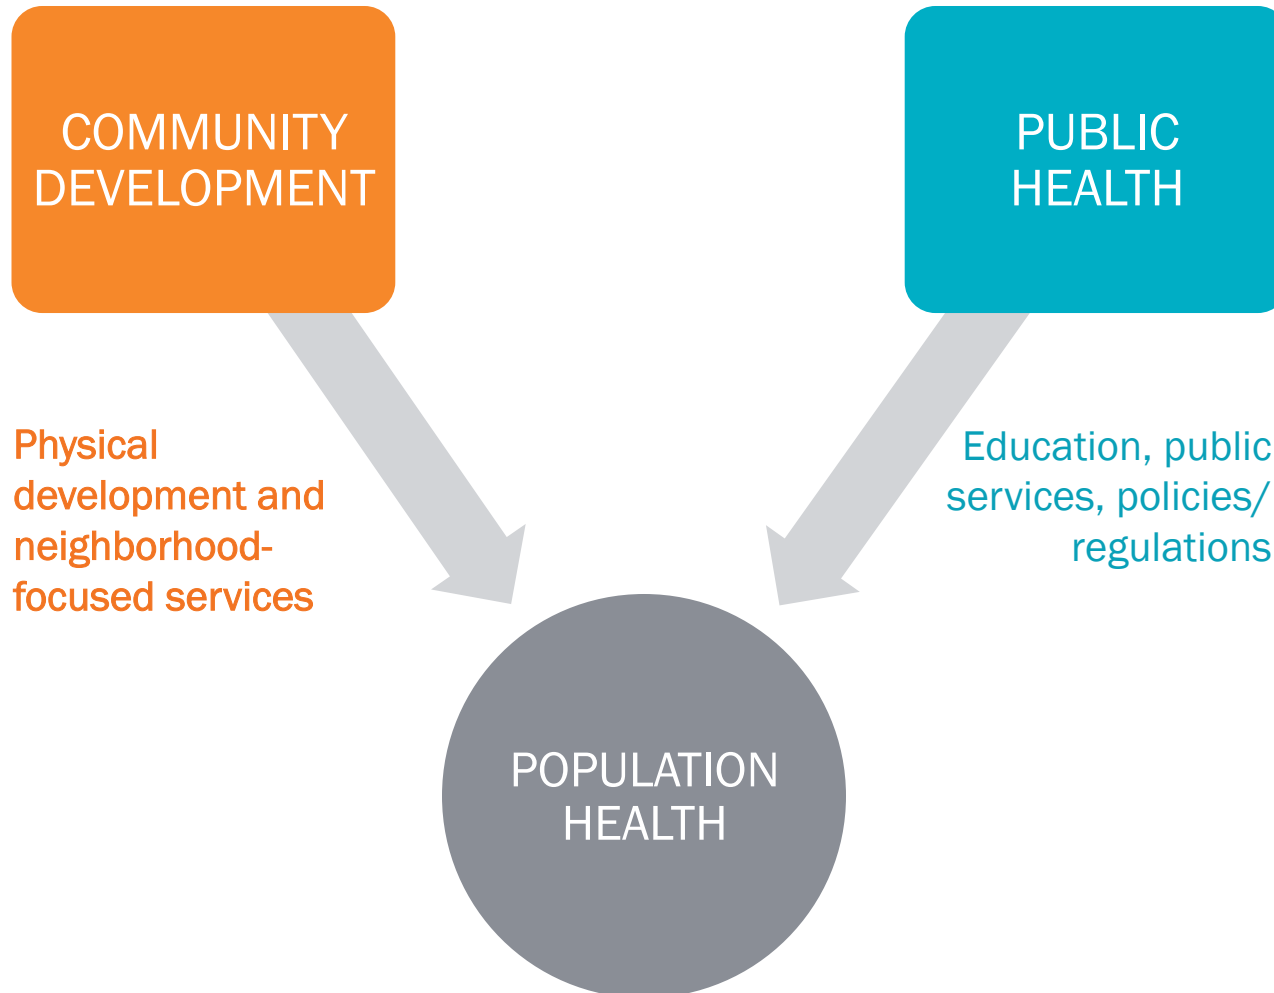 COMMUNITY
DEVELOPMENT
PUBLIC
HEALTH
Physical
development and
neighborhood-
focused services
Education, public
services, policies/
regulations
POPULATION
HEALTH